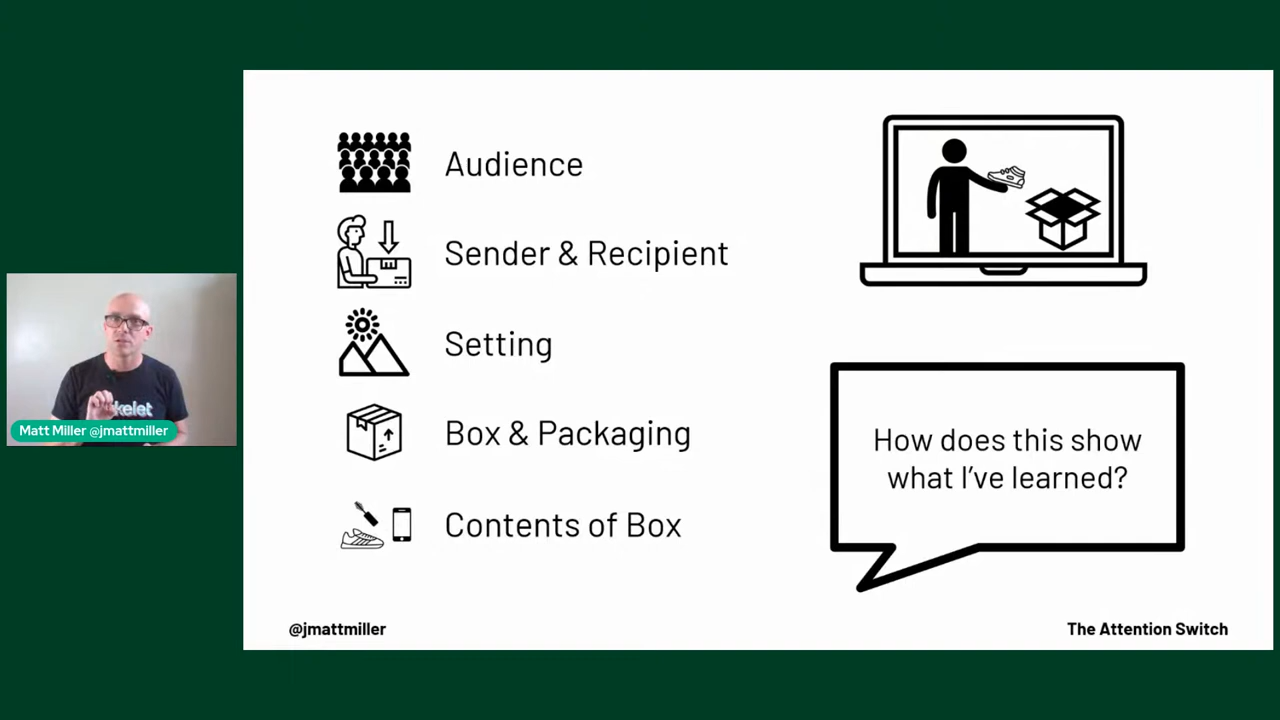 Audience
Sender & Recipient
Setting
Box & Packaging
Contents of Box
How does this show
what I've learned?
Matt Miller @jmattmiller
@jmattmiller
The Attention Switch